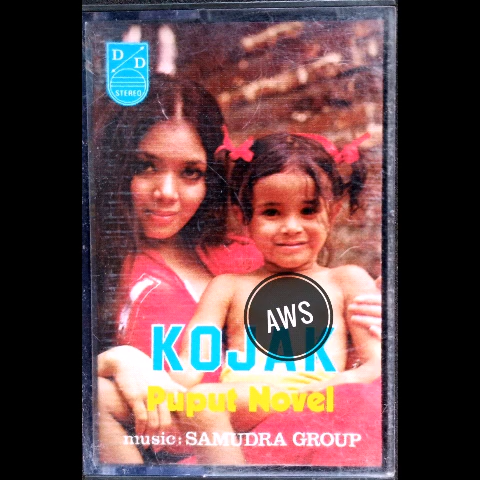 D D
STEREO
AWS
KOJAK
Puput Novel
music: SAMUDRA GROUP